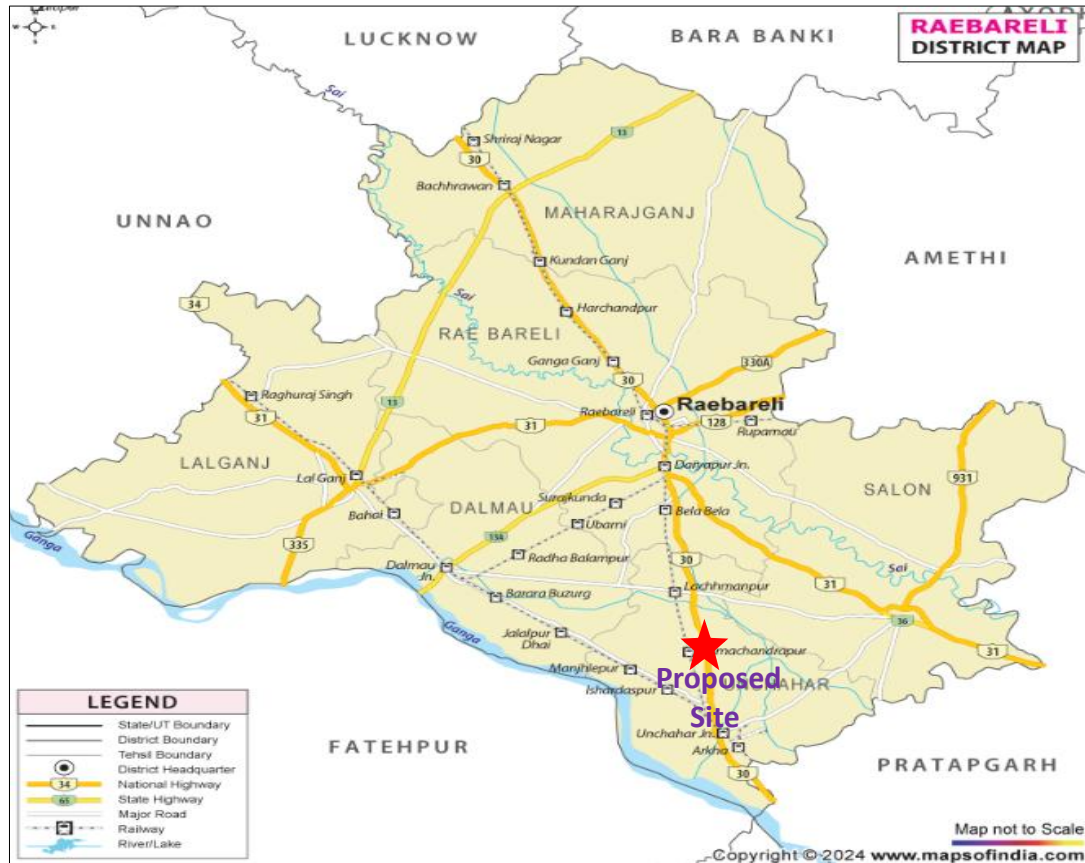 RAEBARELI
DISTRICT MAP
LUCKNOW
BARA BANKI
UNNAO
AMETHI
FATEHPUR
PRATAPGARH
Sai
13
Shriraj Nagar
30
Bachhrawan
MAHARAJGANJ
Kundan Ganj
Sai
34
Harchandpur
RAE BARELI
Ganga Ganj
330A
30
Raghuraj Singh
13
Raebareli
Raebareli
31
31
128
Rupamau
LALGANJ
Lal Ganj
Daryapur Jn.
931
DALMAU
Surajkunda
SALON
Bahai
Bela Bela
Ubarni
Ganga
335
Radha Balampur
30
Sai
Dalmau
Jn.
31
Lachhmanpur
Barara Buzurg
36
Ganga
Jalalpur
Dhai
machandrapur
31
Manjhlepur
Proposed
Site
Ishardaspur
Unchahar Jn.
Arkha
30
LEGEND
State/UT Boundary
District Boundary
Tehsil Boundary
District Headquarter
34 National Highway
65 State Highway
Major Road
Railway
River/Lake
Map not to Scale
Copyright © 2024 www.mapsofindia.com